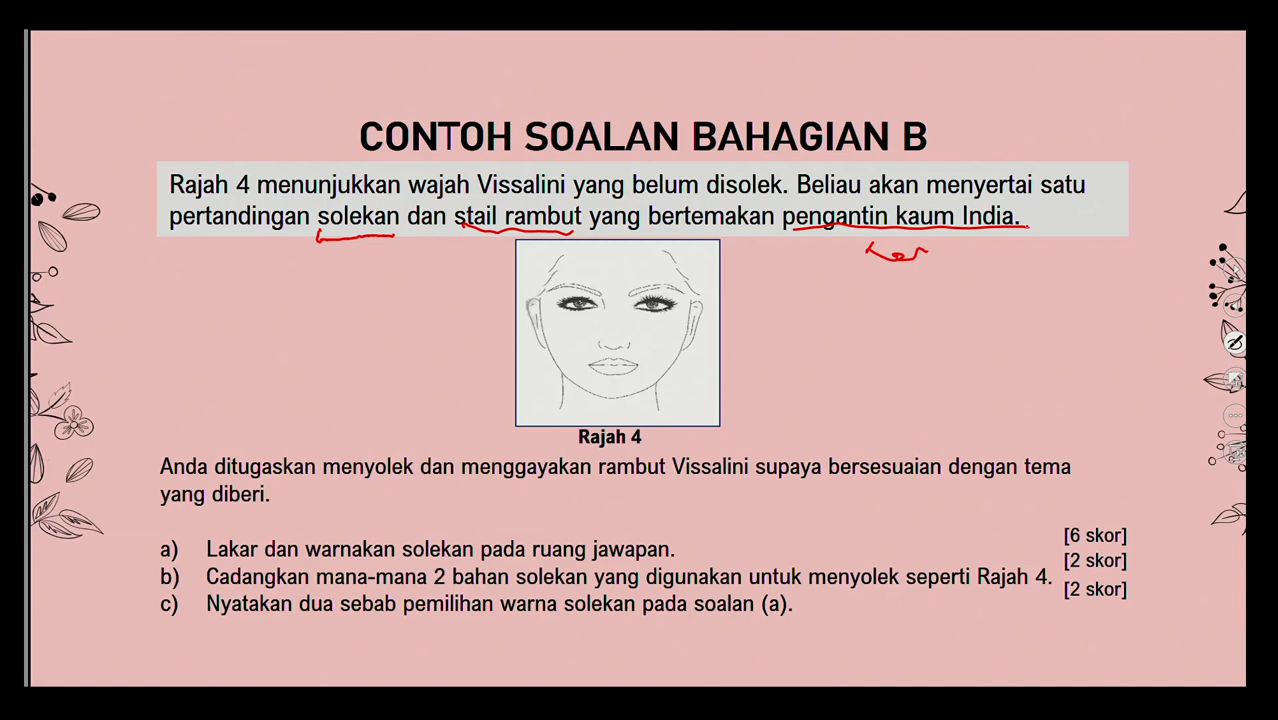 CONTOH SOALAN BAHAGIAN B
Rajah 4 menunjukkan wajah Vissalini yang belum disolek. Beliau akan menyertai satu
pertandingan solekan dan stail rambut yang bertemakan pengantin kaum India.
Rajah 4
Anda ditugaskan menyolek dan menggayakan rambut Vissalini supaya bersesuaian dengan tema
yang diberi.
a) Lakar dan warnakan solekan pada ruang jawapan. [6 skor]
b) Cadangkan mana-mana 2 bahan solekan yang digunakan untuk menyolek seperti Rajah 4. [2 skor]
c) Nyatakan dua sebab pemilihan warna solekan pada soalan (a). [2 skor]